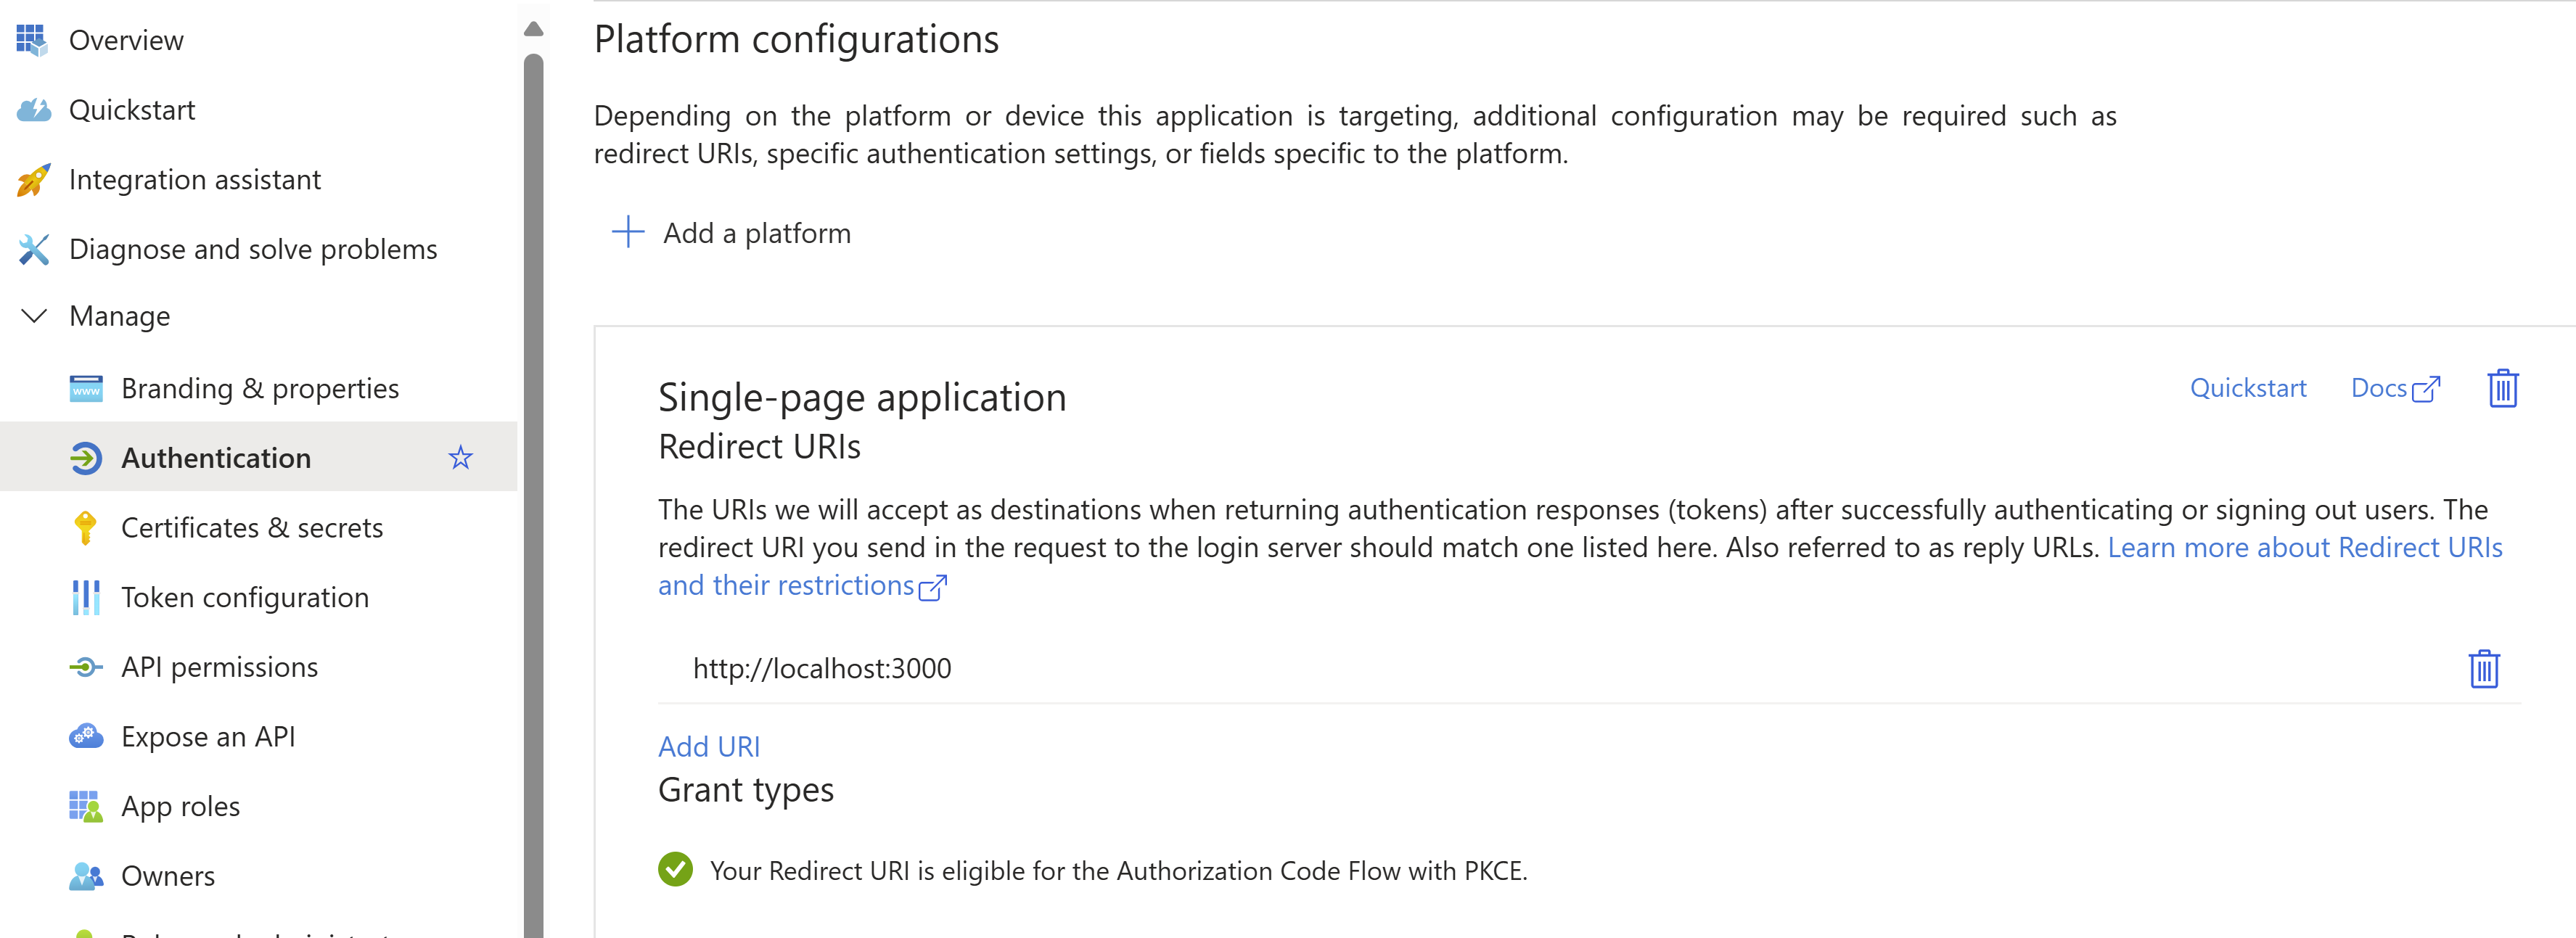 Overview
Quickstart
Integration assistant
Diagnose and solve problems
Manage
www
Branding & properties
Authentication
Certificates & secrets
Token configuration
API permissions
Expose an API
App roles
Owners
Platform configurations
Depending on the platform or device this application is targeting, additional configuration may be required such as
redirect URIs, specific authentication settings, or fields specific to the platform.
Add a platform
Single-page application
Quickstart
Docs
Redirect URIs
The URIs we will accept as destinations when returning authentication responses (tokens) after successfully authenticating or signing out users. The
redirect URI you send in the request to the login server should match one listed here. Also referred to as reply URLs. Learn more about Redirect URIs
and their restrictions
http://localhost:3000
Add URI
Grant types
Your Redirect URI is eligible for the Authorization Code Flow with PKCE.